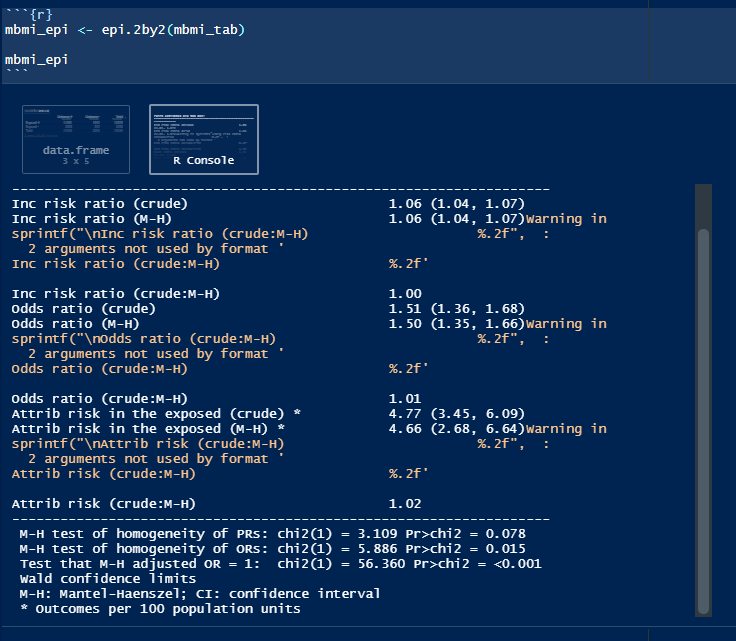 ```{r}
mbmi_epi <- epi.2by2(mbmi_tab)
mbmi_epi
```
data.frame
3 x 5
R Console
-------------------------------------------------------------------
Inc risk ratio (crude) 1.06 (1.04, 1.07)
Inc risk ratio (M-H) 1.06 (1.04, 1.07)Warning in
sprintf("\nInc risk ratio (crude:M-H) %.2f", :
2 arguments not used by format '
Inc risk ratio (crude:M-H) %.2f'
Inc risk ratio (crude:M-H) 1.00
Odds ratio (crude) 1.51 (1.36, 1.68)
Odds ratio (M-H) 1.50 (1.35, 1.66)Warning in
sprintf("\nOdds ratio (crude:M-H) %.2f", :
2 arguments not used by format '
Odds ratio (crude:M-H) %.2f'
Odds ratio (crude:M-H) 1.01
Attrib risk in the exposed (crude) * 4.77 (3.45, 6.09)
Attrib risk in the exposed (M-H) * 4.66 (2.68, 6.64)Warning in
sprintf("\nAttrib risk (crude:M-H) %.2f", :
2 arguments not used by format '
Attrib risk (crude:M-H) %.2f'
Attrib risk (crude:M-H) 1.02
-------------------------------------------------------------------
M-H test of homogeneity of PRs: chi2(1) = 3.109 Pr>chi2 = 0.078
M-H test of homogeneity of ORs: chi2(1) = 5.886 Pr>chi2 = 0.015
Test that M-H adjusted OR = 1: chi2(1) = 56.360 Pr>chi2 = <0.001
Wald confidence limits
M-H: Mantel-Haenszel; CI: confidence interval
* Outcomes per 100 population units